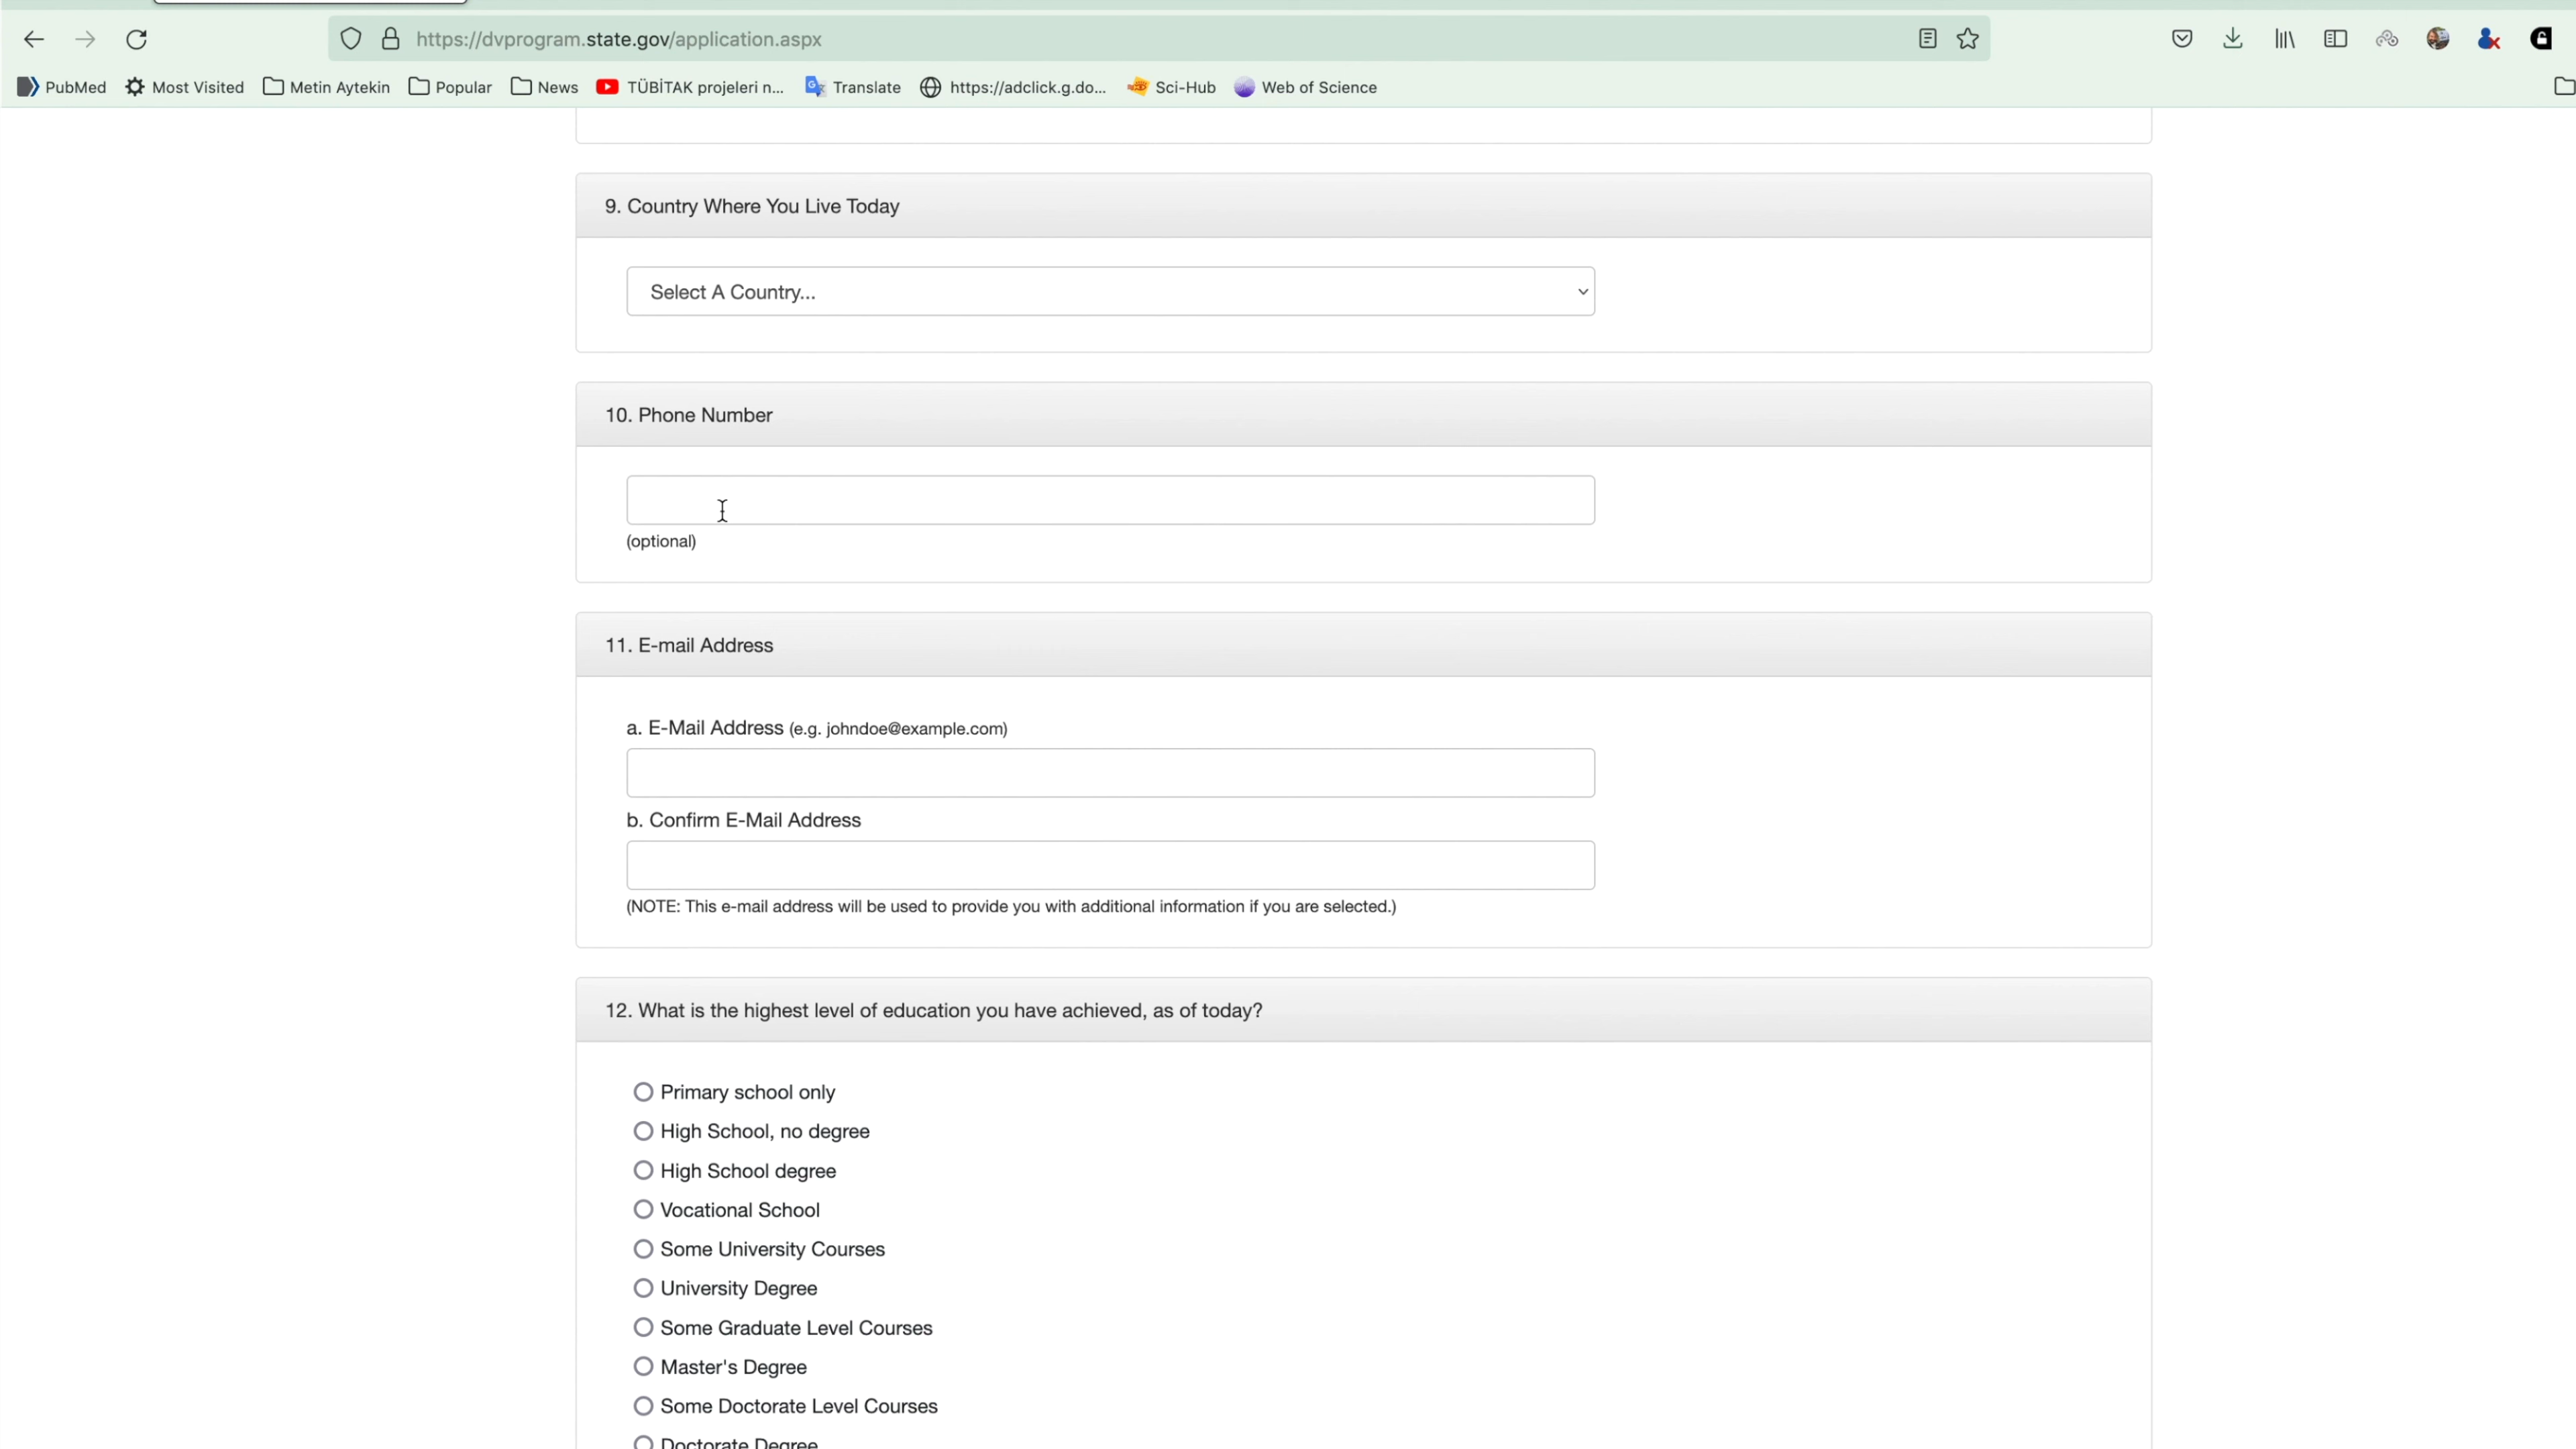 https://dvprogram.state.gov/application.aspx
PubMed Most Visited Metin Aytekin Popular News TÜBİTAK projeleri n... Translate https://adclick.g.do... Sci-Hub Web of Science
9. Country Where You Live Today
Select A Country...
10. Phone Number
(optional)
11. E-mail Address
a. E-Mail Address (e.g. johndoe@example.com)
b. Confirm E-Mail Address
(NOTE: This e-mail address will be used to provide you with additional information if you are selected.)
12. What is the highest level of education you have achieved, as of today?
Primary school only
High School, no degree
High School degree
Vocational School
Some University Courses
University Degree
Some Graduate Level Courses
Master's Degree
Some Doctorate Level Courses
Doctorate Degree